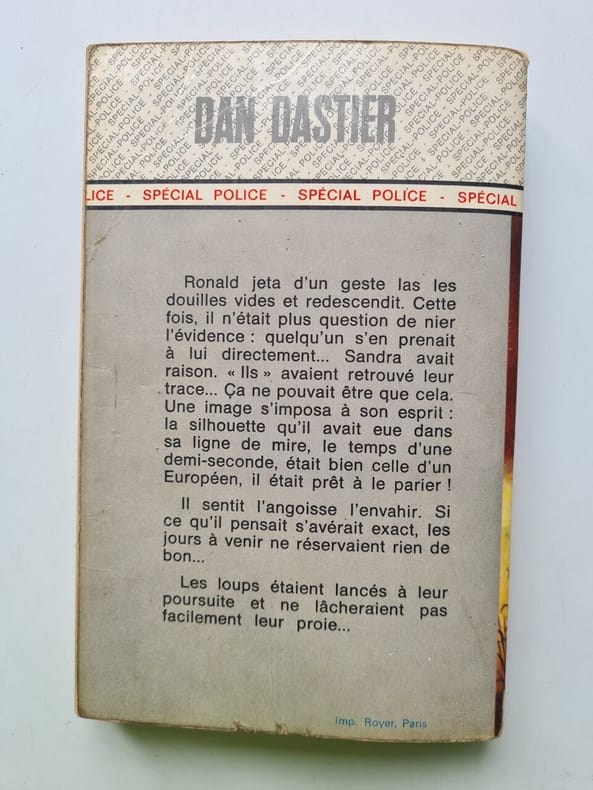 DAN DASTIER
LICE - SPÉCIAL POLICE - SPÉCIAL POLICE - SPÉCIAL
Ronald jeta d'un geste las les
douilles vides et redescendit. Cette
fois, il n'était plus question de nier
l'évidence : quelqu'un s'en prenait
à lui directement... Sandra avait
raison. « Ils » avaient retrouvé leur
trace... Ça ne pouvait être que cela.
Une image s'imposa à son esprit :
la silhouette qu'il avait eue dans
sa ligne de mire, le temps d'une
demi-seconde, était bien celle d'un
Européen, il était prêt à le parier !
Il sentit l'angoisse l'envahir. Si
ce qu'il pensait s'avérait exact, les
jours à venir ne réservaient rien de
bon...
Les loups étaient lancés à leur
poursuite et ne lâcheraient pas
facilement leur proie...
Imp. Royer, Paris